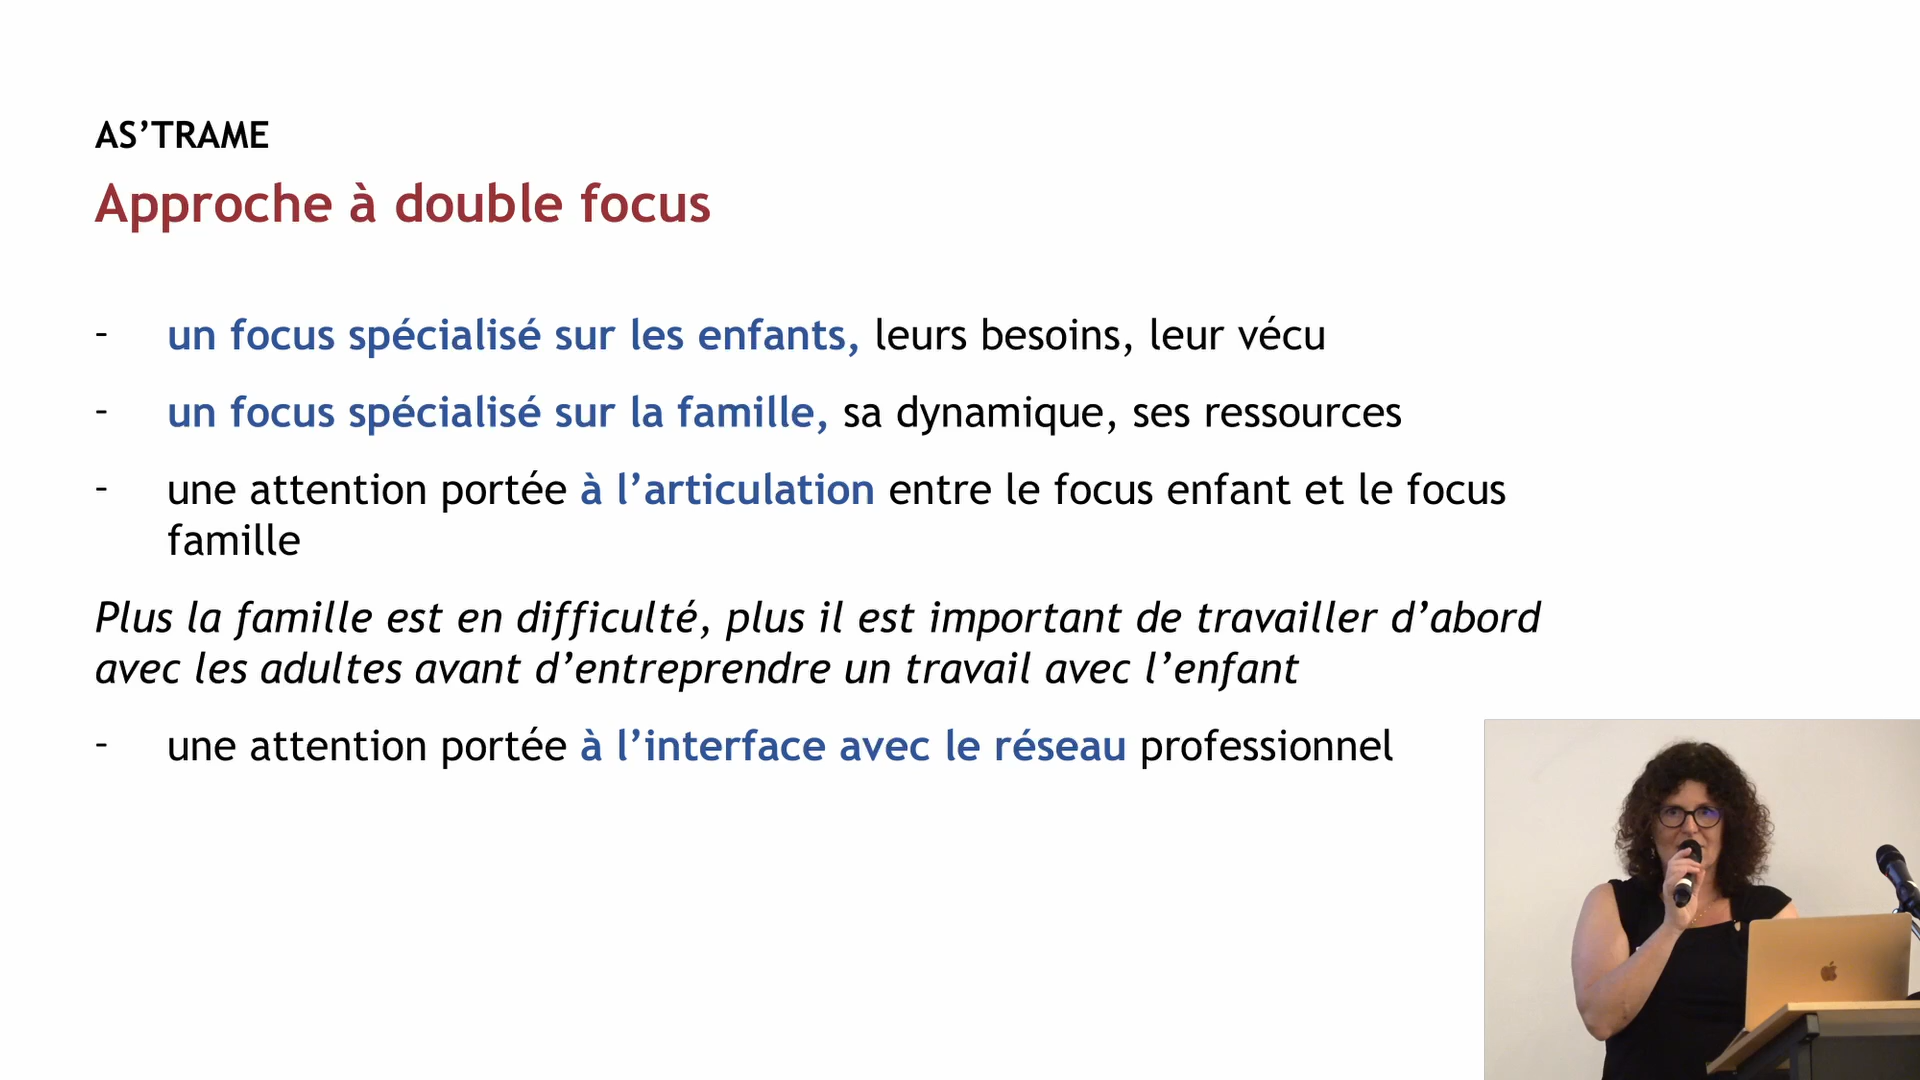 AS’TRAME
Approche à double focus
- un focus spécialisé sur les enfants, leurs besoins, leur vécu
- un focus spécialisé sur la famille, sa dynamique, ses ressources
- une attention portée à l’articulation entre le focus enfant et le focus
famille
Plus la famille est en difficulté, plus il est important de travailler d’abord
avec les adultes avant d’entreprendre un travail avec l’enfant
- une attention portée à l’interface avec le réseau professionnel